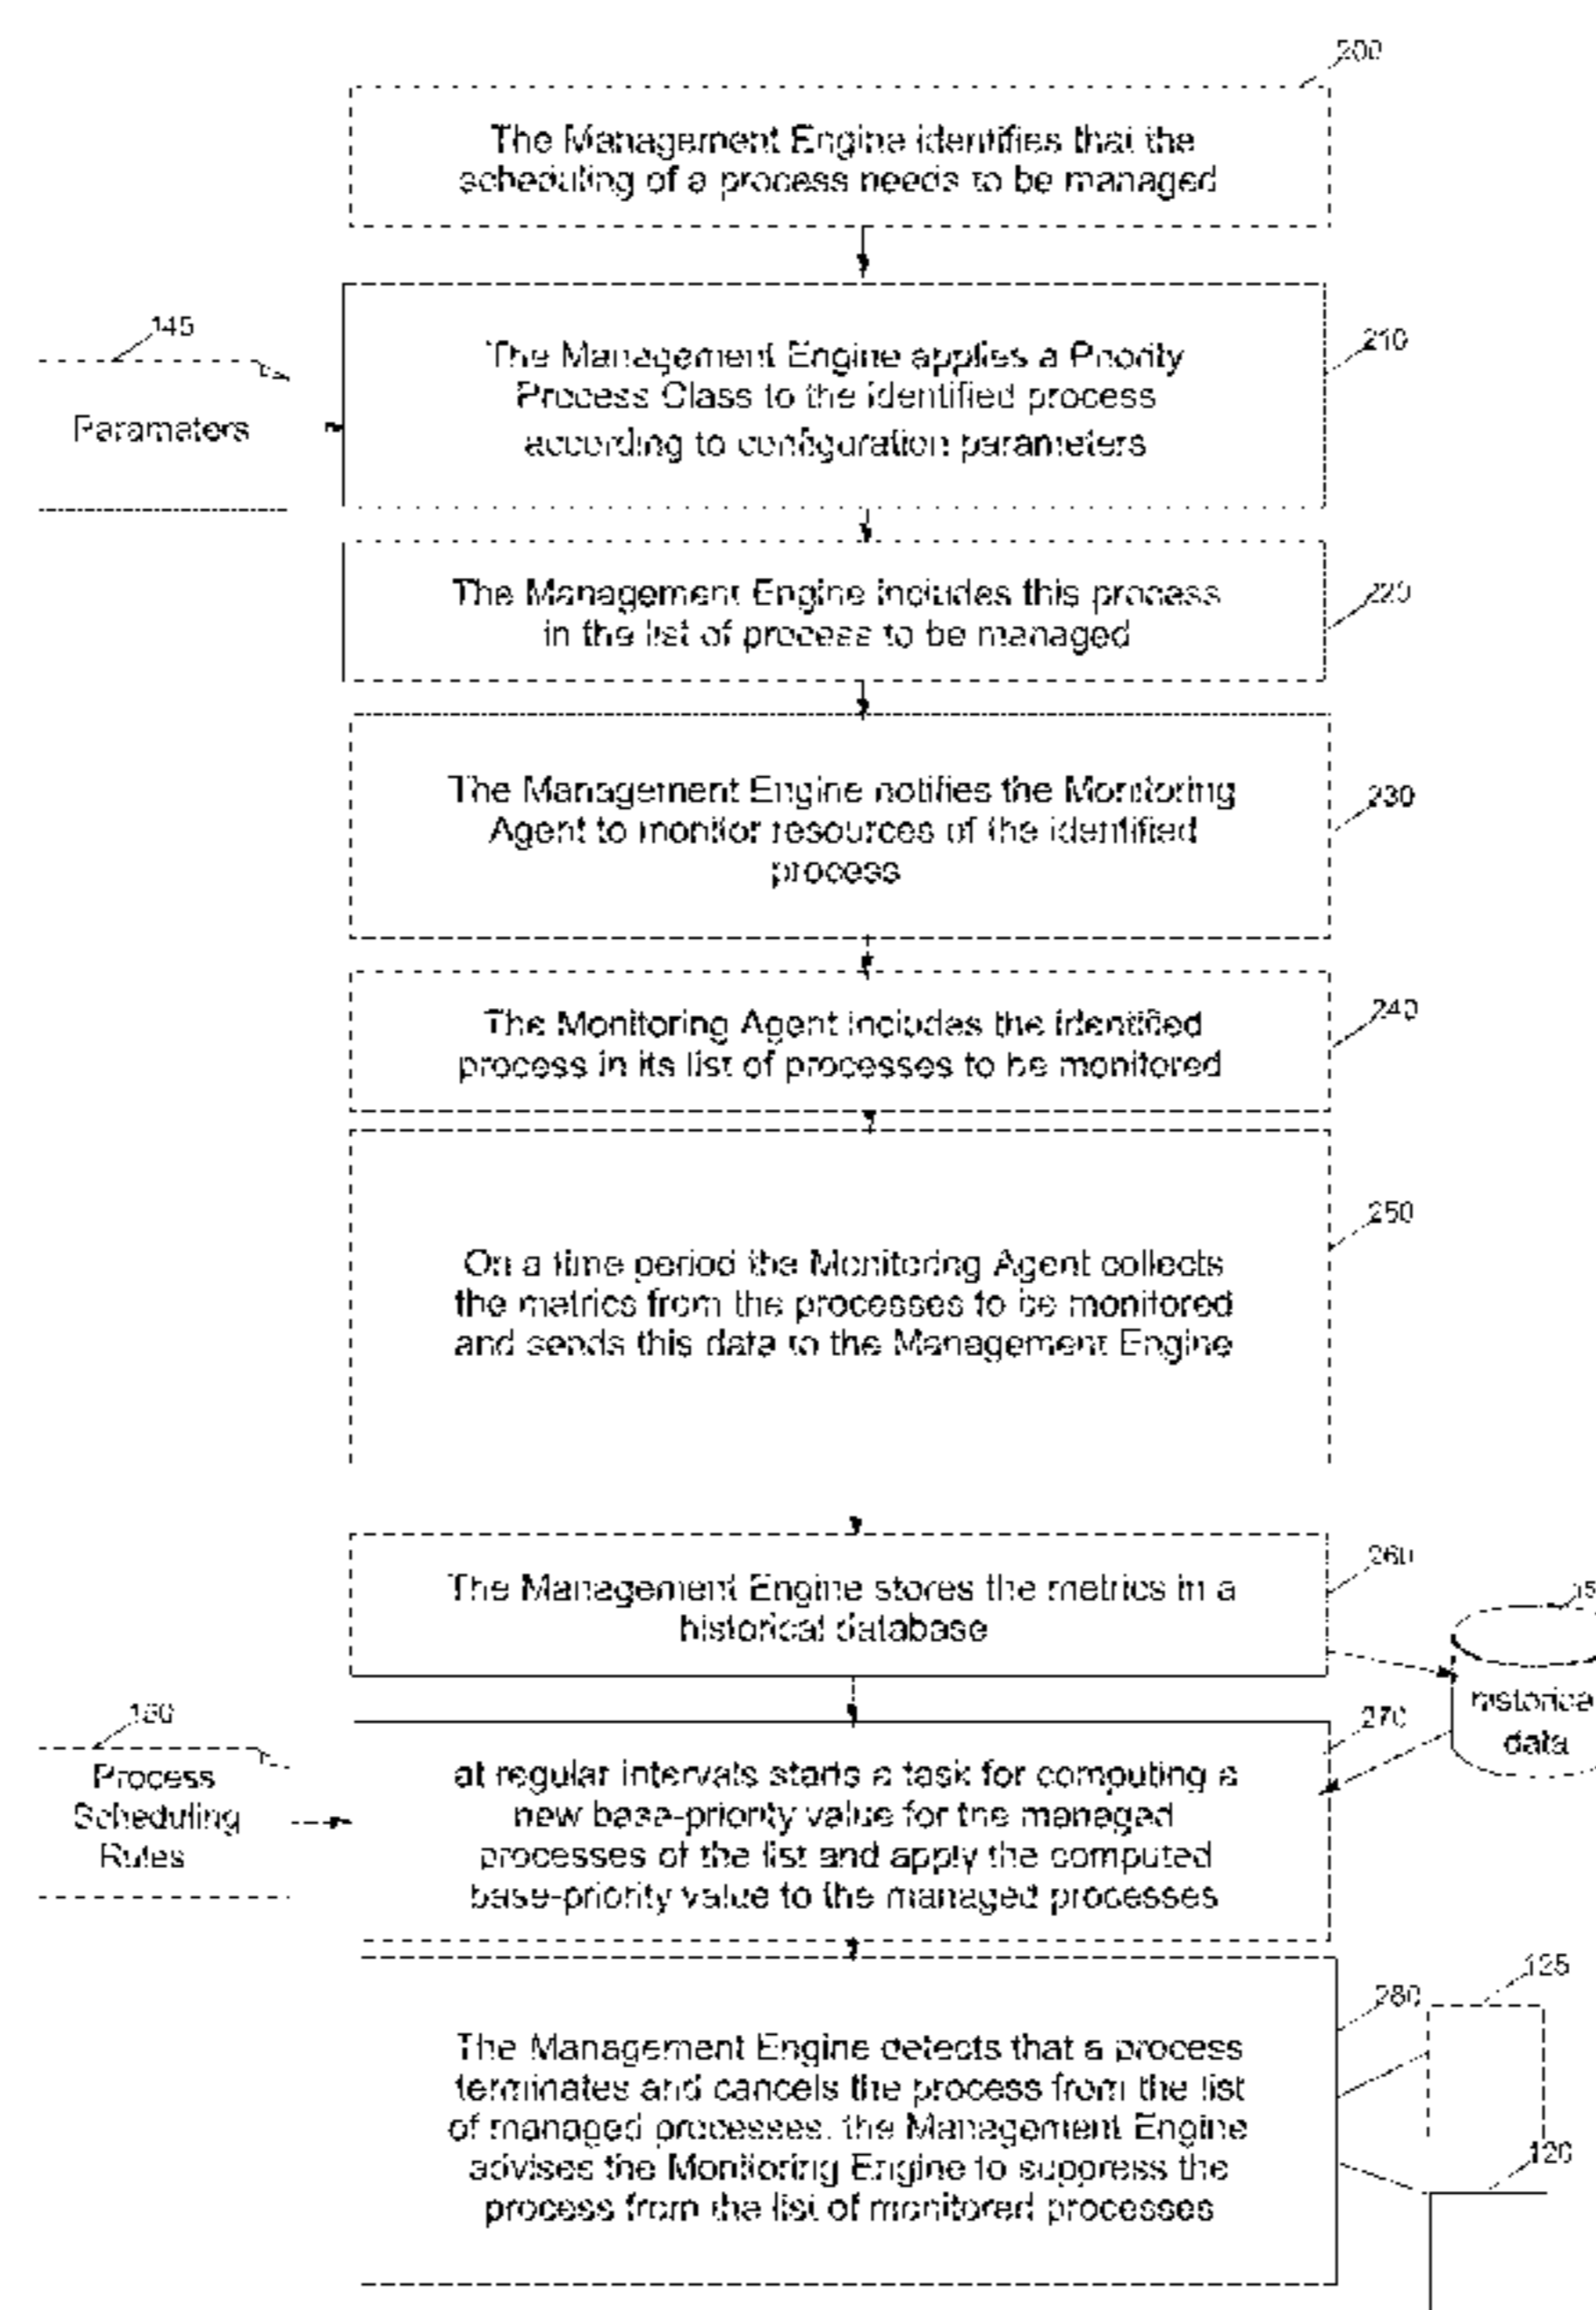 200
The Management Engine identifies that the
scheduling of a process needs to be managed
145
Paramaters
210
The Management Engine applies a Priority
Process Class to the identified process
according to configuration parameters
220
The Management Engine includes this process
in the list of process to be managed
230
The Management Engine notifies the Monitoring
Agent to monitor resources of the identified
process
240
The Monitoring Agent includes the identified
process in its list of processes to be monitored
250
On a time period the Monitoring Agent collects
the metrics from the processes to be monitored
and sends this data to the Management Engine
260
The Management Engine stores the metrics in a
historical database
data
Process
Scheduling
Rules
270
at regular intervals starts a task for computing a
new base-priority value for the managed
processes of the list and apply the computed
base-priority value to the managed processes
280
The Management Engine detects that a process
terminates and cancels the process from the list
of managed processes. the Management Engine
advises the Monitoring Engine to suppress the
process from the list of monitored processes
125
120